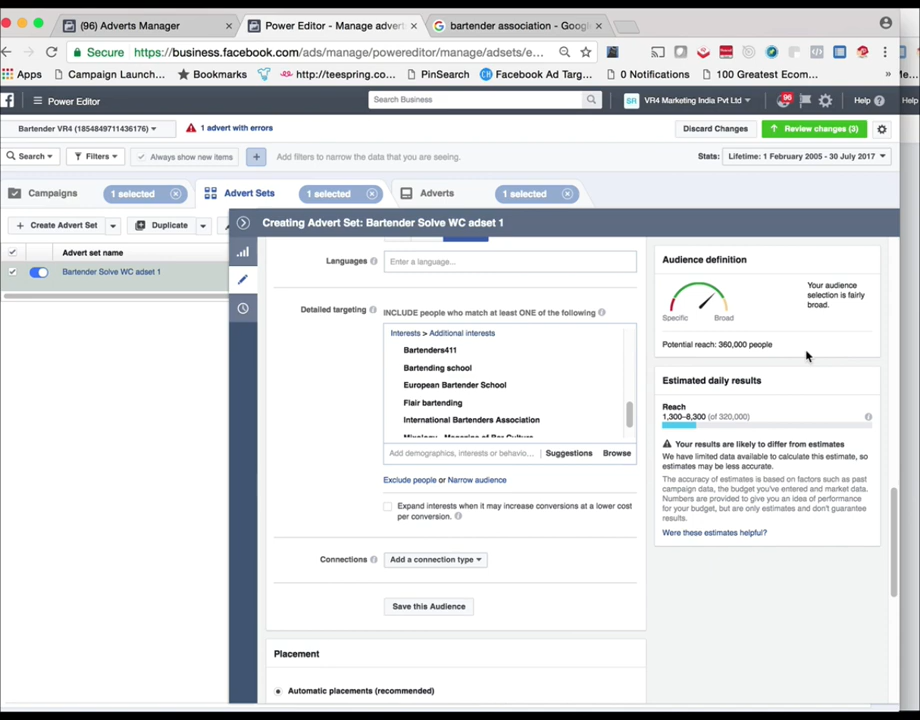 (96) Adverts Manager
Power Editor - Manage advert
bartender association - Goog
Secure https://business.facebook.com/ads/manage/powereditor/manage/adsets/e...
Apps Campaign Launch... Bookmarks http://teespring.co... PinSearch Facebook Ad Targ... 0 Notifications 100 Greatest Ecom...
Power Editor
Search Business
SR VR4 Marketing India Pvt Ltd
96
Help
Help
Bartender VR4 (1854849711436176)
1 advert with errors
Discard Changes
Review changes (3)
Search
Filters
Always show new items
+
Add filters to narrow the data that you are seeing.
Stats: Lifetime: 1 February 2005 - 30 July 2017
Campaigns 1 selected
Advert Sets 1 selected
Adverts 1 selected
+ Create Advert Set
Duplicate
Creating Advert Set: Bartender Solve WC adset 1
Advert set name
Bartender Solve WC adset 1
Languages
Enter a language...
Detailed targeting
INCLUDE people who match at least ONE of the following
Interests > Additional interests
Bartenders411
Bartending school
European Bartender School
Flair bartending
International Bartenders Association
Mixology - Magazine of Bar Culture
Add demographics, interests or behavio...
Suggestions
Browse
Exclude people or Narrow audience
Expand interests when it may increase conversions at a lower cost
per conversion.
Connections
Add a connection type
Save this Audience
Placement
Automatic placements (recommended)
Audience definition
Your audience
selection is fairly
broad.
Specific
Broad
Potential reach: 360,000 people
Estimated daily results
Reach
1,300–8,300 (of 320,000)
Your results are likely to differ from estimates
We have limited data available to calculate this estimate, so
estimates may be less accurate.
The accuracy of estimates is based on factors such as past
campaign data, the budget you've entered and market data.
Numbers are provided to give you an idea of performance
for your budget, but are only estimates and don't guarantee
results.
Were these estimates helpful?